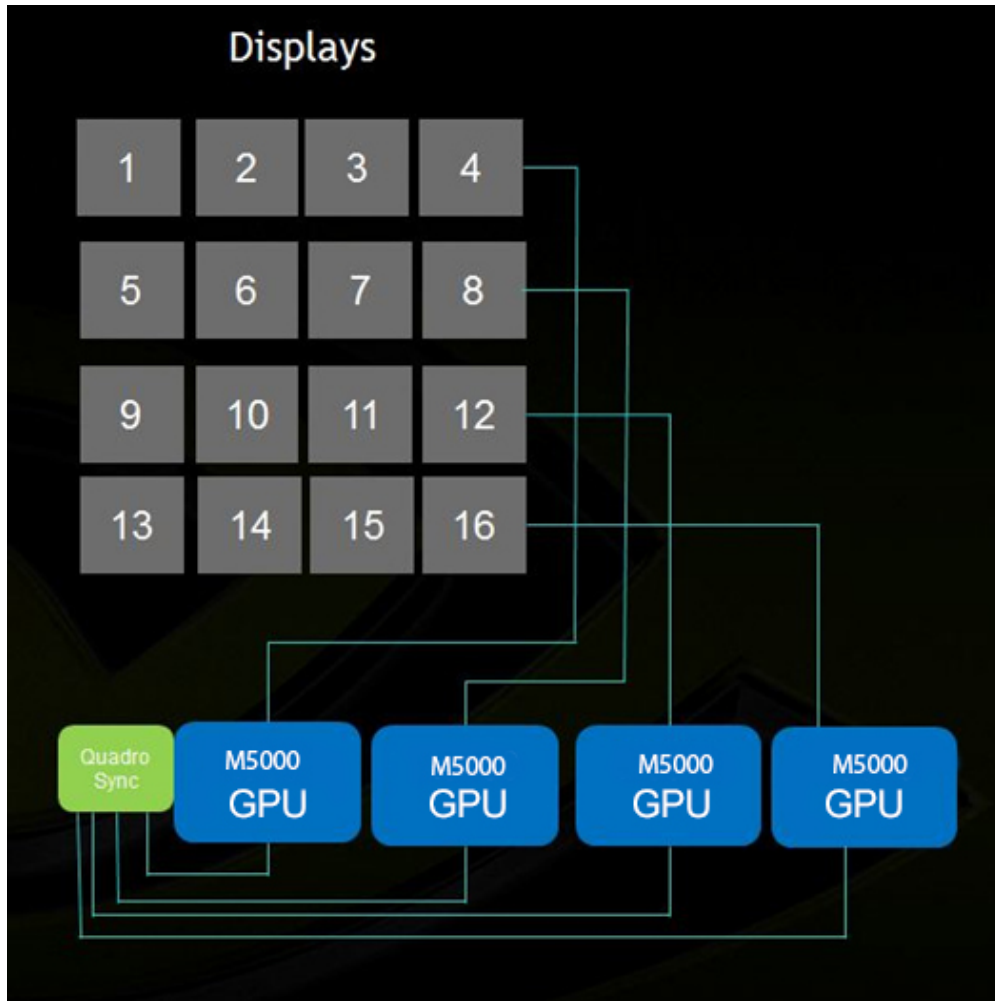 Displays
1 2 3 4
5 6 7 8
9 10 11 12
13 14 15 16
Quadro
Sync
M5000
GPU
M5000
GPU
M5000
GPU
M5000
GPU